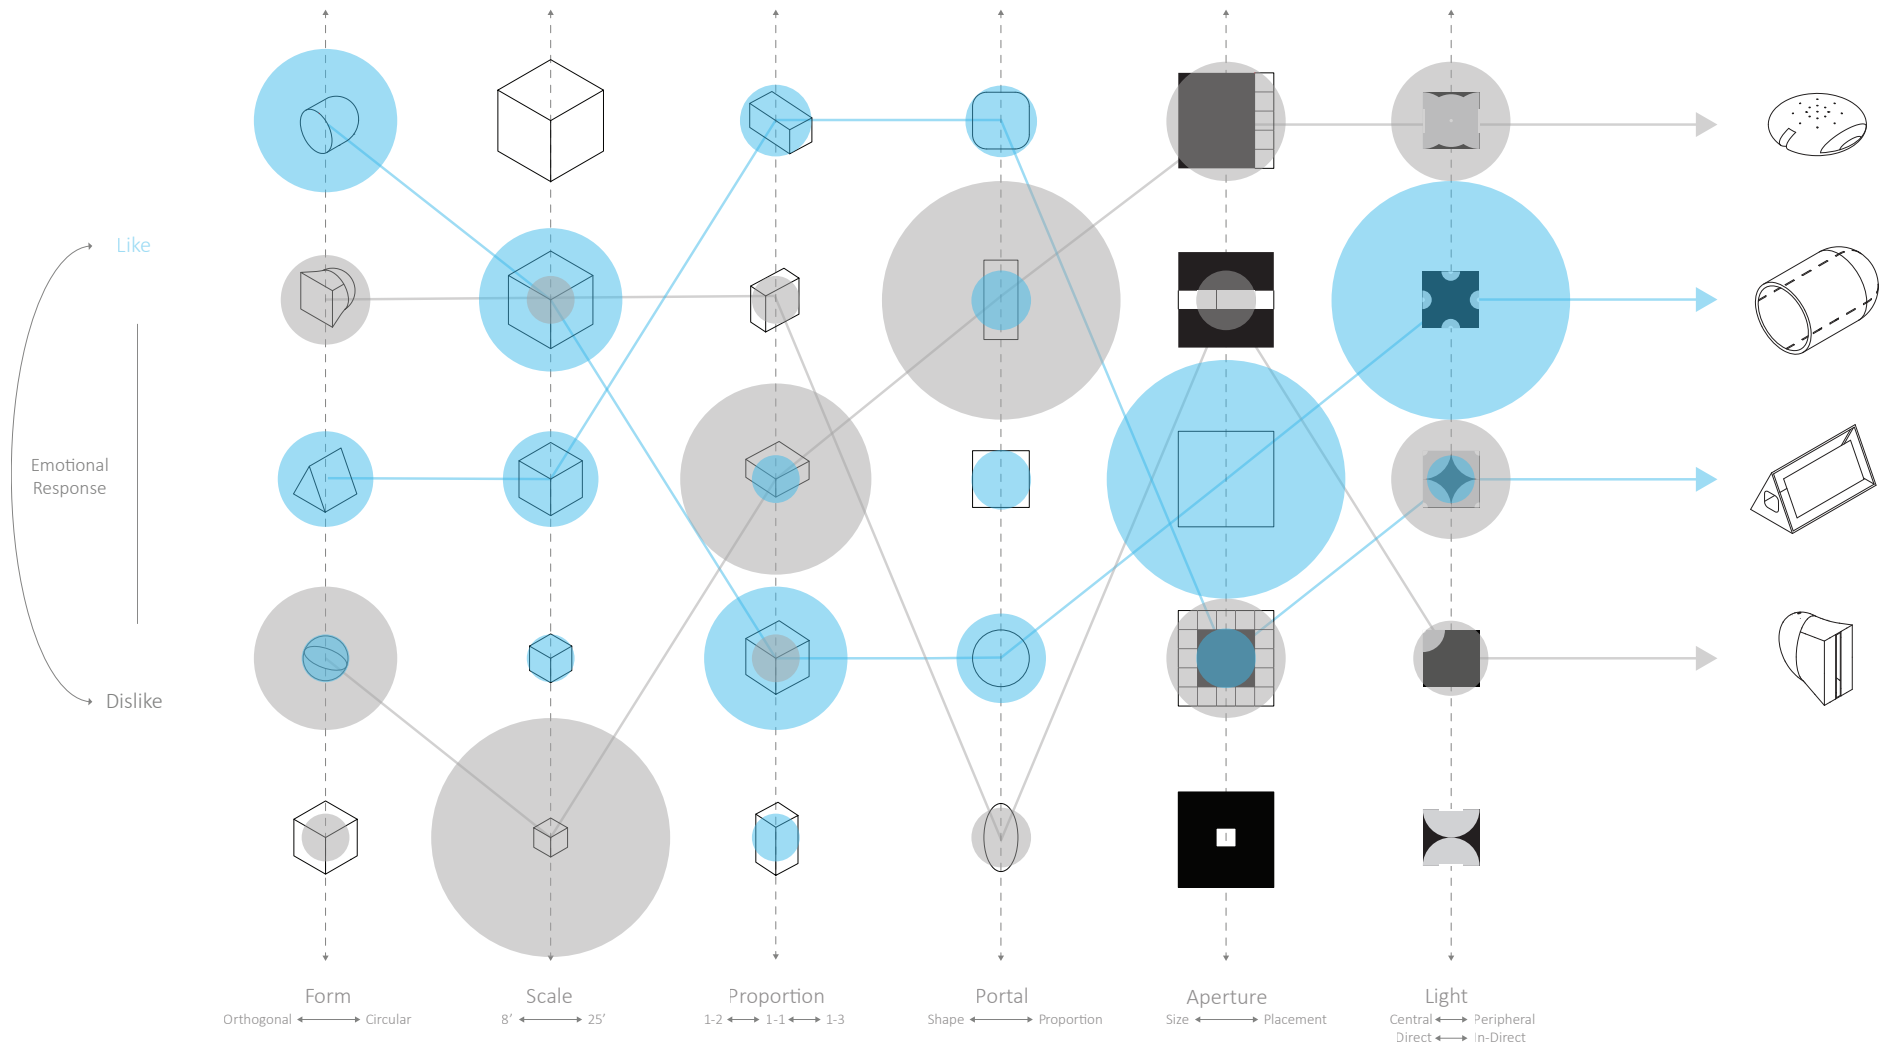 Like
Emotional
Response
Dislike
Form
Orthogonal Circular
Scale
8’ 25’
Proportion
1-2 1-1 1-3
Portal
Shape Proportion
Aperture
Size Placement
Light
Central Peripheral
Direct In-Direct